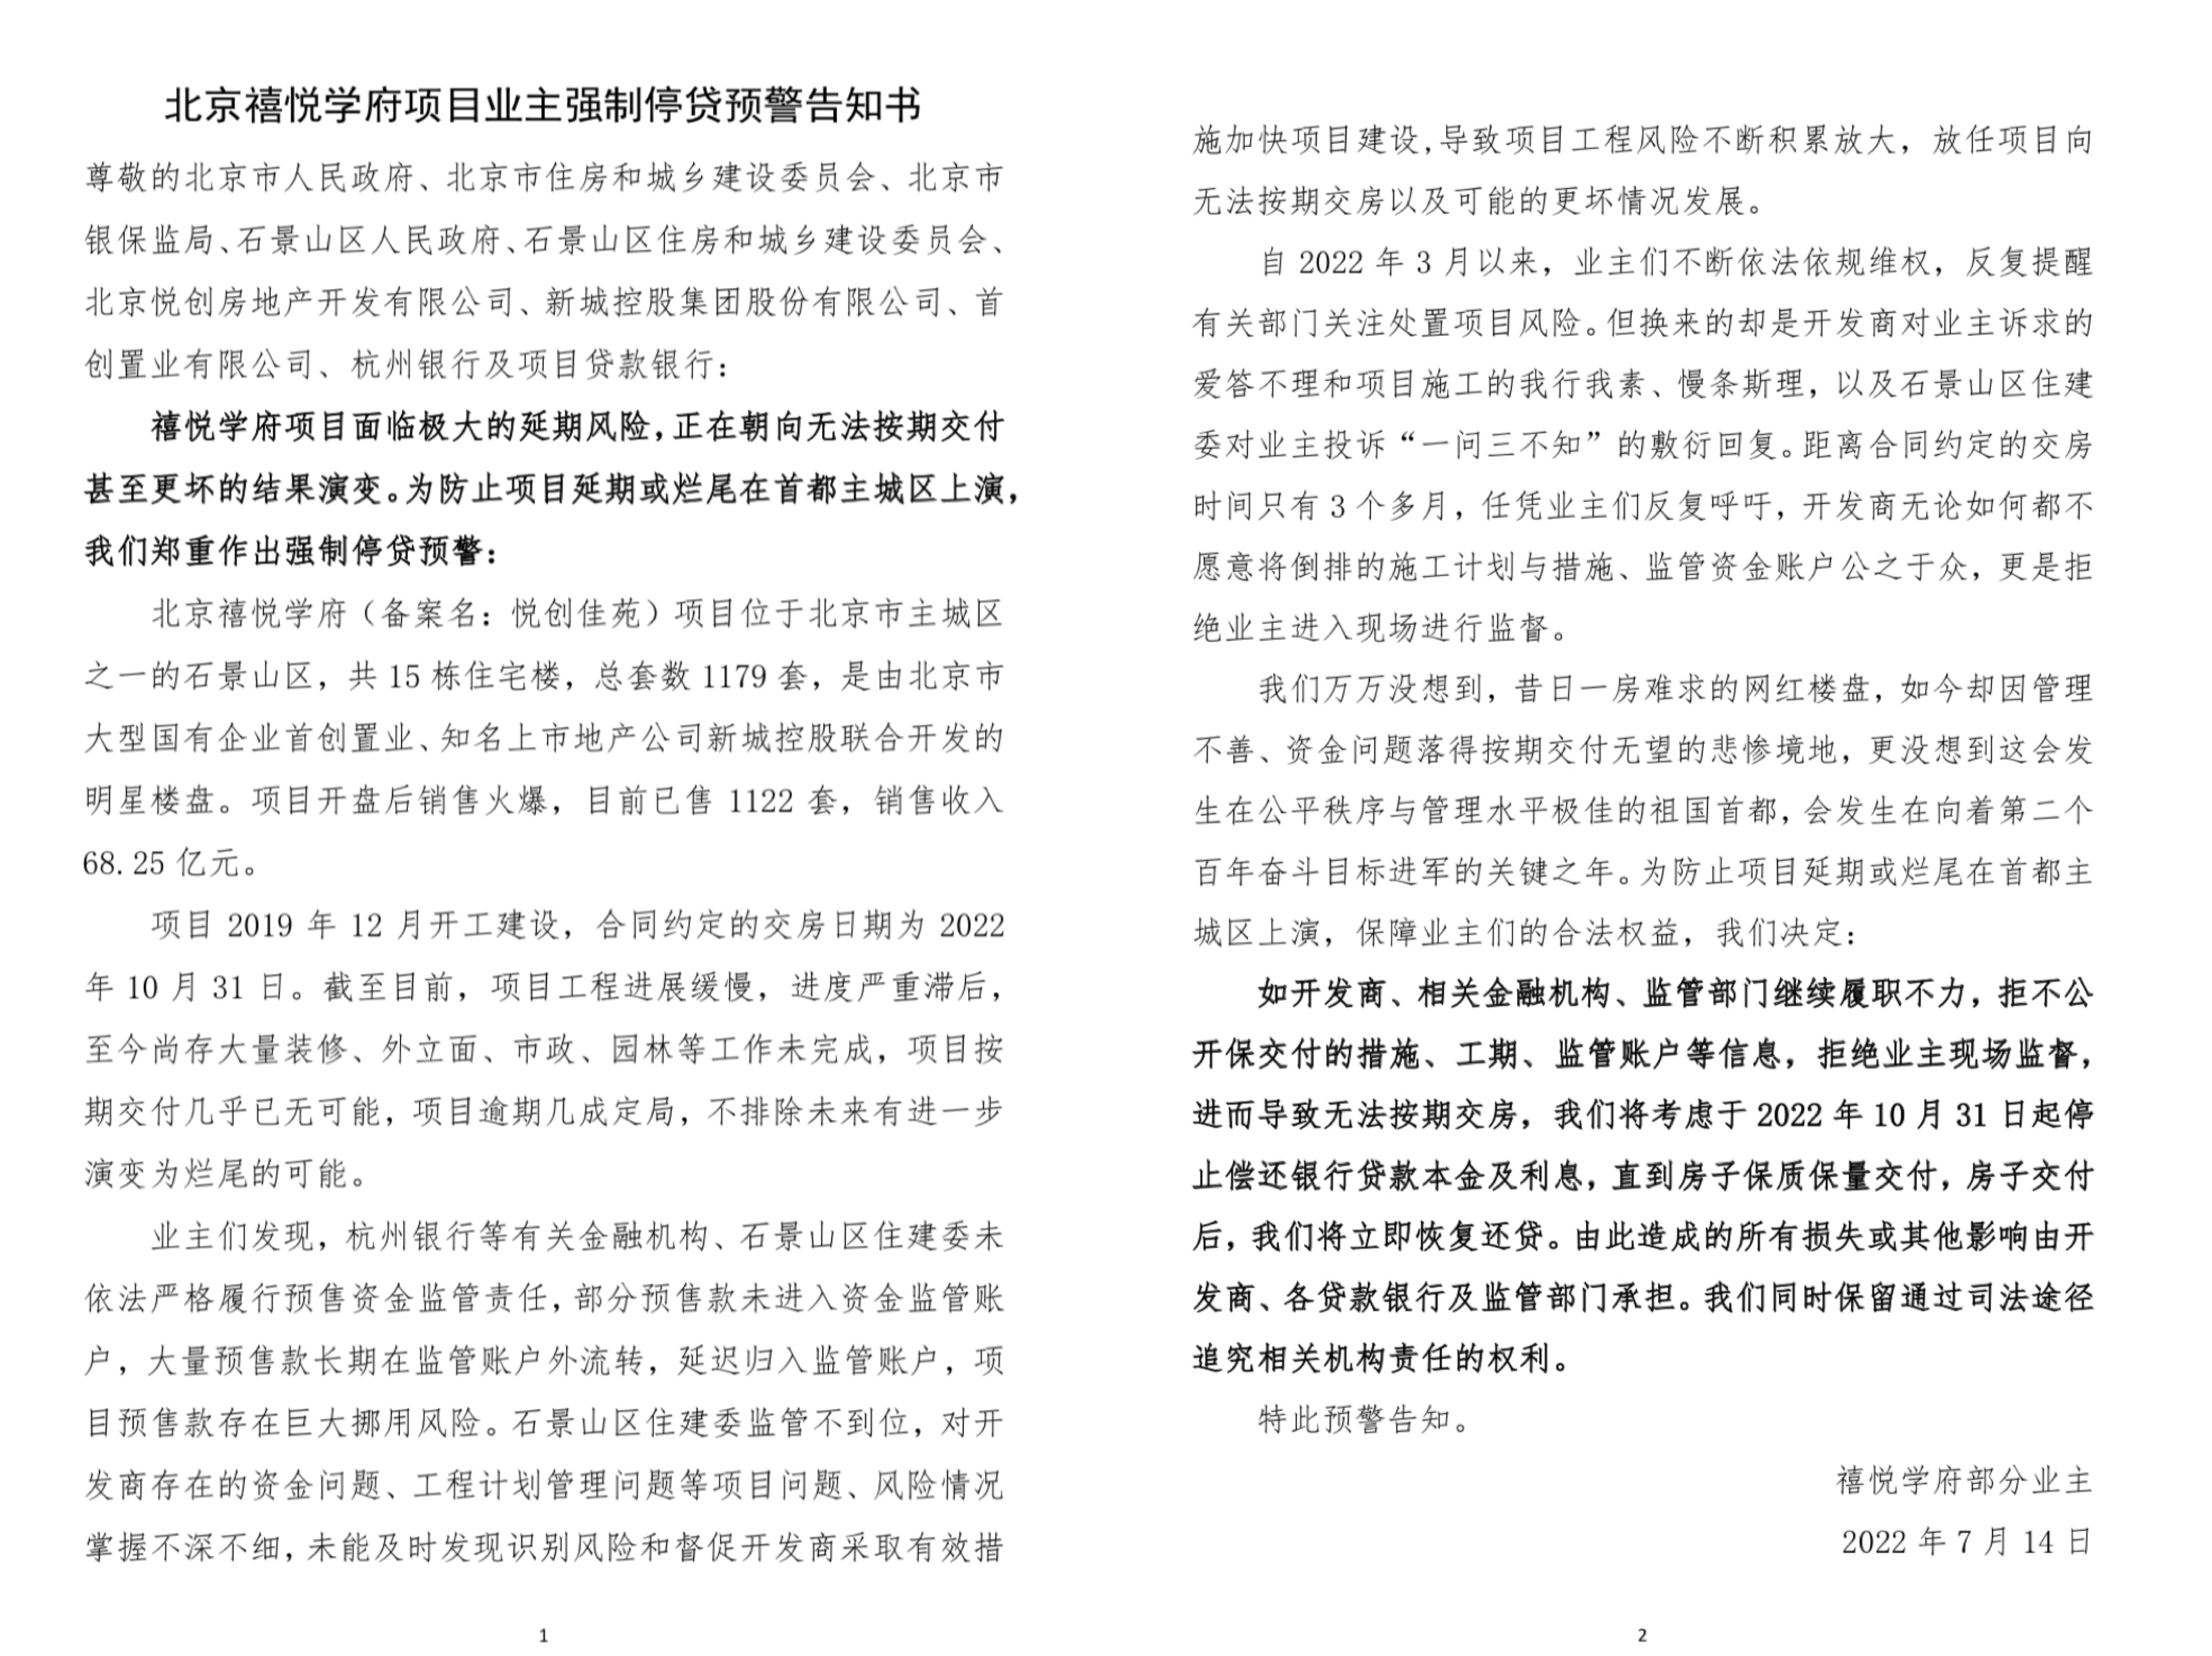 北京禧悦学府项目业主强制停贷预警告知书
尊敬的北京市人民政府、北京市住房和城乡建设委员会、北京市
银保监局、石景山区人民政府、石景山区住房和城乡建设委员会、
北京悦创房地产开发有限公司、新城控股集团股份有限公司、首
创置业有限公司、杭州银行及项目贷款银行：
禧悦学府项目面临极大的延期风险，正在朝向无法按期交付
甚至更坏的结果演变。为防止项目延期或烂尾在首都主城区上演，
我们郑重作出强制停贷预警：
北京禧悦学府（备案名：悦创佳苑）项目位于北京市主城区
之一的石景山区，共 15 栋住宅楼，总套数 1179 套，是由北京市
大型国有企业首创置业、知名上市地产公司新城控股联合开发的
明星楼盘。项目开盘后销售火爆，目前已售 1122 套，销售收入
68.25 亿元。
项目 2019 年 12 月开工建设，合同约定的交房日期为 2022
年 10 月 31 日。截至目前，项目工程进展缓慢，进度严重滞后，
至今尚存大量装修、外立面、市政、园林等工作未完成，项目按
期交付几乎已无可能，项目逾期几成定局，不排除未来有进一步
演变为烂尾的可能。
业主们发现，杭州银行等有关金融机构、石景山区住建委未
依法严格履行预售资金监管责任，部分预售款未进入资金监管账
户，大量预售款长期在监管账户外流转，延迟归入监管账户，项
目预售款存在巨大挪用风险。石景山区住建委监管不到位，对开
发商存在的资金问题、工程计划管理问题等项目问题、风险情况
掌握不深不细，未能及时发现识别风险和督促开发商采取有效措
1
施加快项目建设,导致项目工程风险不断积累放大，放任项目向
无法按期交房以及可能的更坏情况发展。
自 2022 年 3 月以来，业主们不断依法依规维权，反复提醒
有关部门关注处置项目风险。但换来的却是开发商对业主诉求的
爱答不理和项目施工的我行我素、慢条斯理，以及石景山区住建
委对业主投诉“一问三不知”的敷衍回复。距离合同约定的交房
时间只有 3 个多月，任凭业主们反复呼吁，开发商无论如何都不
愿意将倒排的施工计划与措施、监管资金账户公之于众，更是拒
绝业主进入现场进行监督。
我们万万没想到，昔日一房难求的网红楼盘，如今却因管理
不善、资金问题落得按期交付无望的悲惨境地，更没想到这会发
生在公平秩序与管理水平极佳的祖国首都，会发生在向着第二个
百年奋斗目标进军的关键之年。为防止项目延期或烂尾在首都主
城区上演，保障业主们的合法权益，我们决定：
如开发商、相关金融机构、监管部门继续履职不力，拒不公
开保交付的措施、工期、监管账户等信息，拒绝业主现场监督，
进而导致无法按期交房，我们将考虑于 2022 年 10 月 31 日起停
止偿还银行贷款本金及利息，直到房子保质保量交付，房子交付
后，我们将立即恢复还贷。由此造成的所有损失或其他影响由开
发商、各贷款银行及监管部门承担。我们同时保留通过司法途径
追究相关机构责任的权利。
特此预警告知。
禧悦学府部分业主
2022 年 7 月 14 日
2